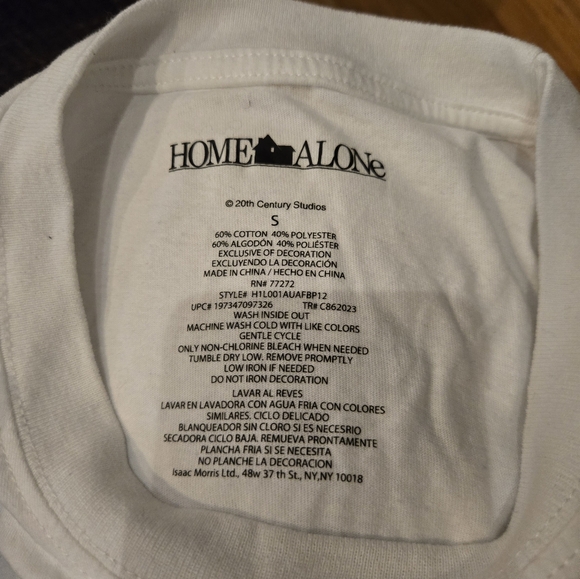 HOME ALONe
© 20th Century Studios
S
60% COTTON 40% POLYESTER
60% ALGODÓN 40% POLIÉSTER
EXCLUSIVE OF DECORATION
EXCLUYENDO LA DECORACIÓN
MADE IN CHINA / HECHO EN CHINA
RN# 77272
STYLE# H1L001AUAFBP12
UPC# 197347097326 TR# C862023
WASH INSIDE OUT
MACHINE WASH COLD WITH LIKE COLORS
GENTLE CYCLE
ONLY NON-CHLORINE BLEACH WHEN NEEDED
TUMBLE DRY LOW. REMOVE PROMPTLY
LOW IRON IF NEEDED
DO NOT IRON DECORATION
LAVAR AL REVES
LAVAR EN LAVADORA CON AGUA FRIA CON COLORES
SIMILARES. CICLO DELICADO
BLANQUEADOR SIN CLORO SI ES NECESRIO
SECADORA CICLO BAJA. REMUEVA PRONTAMENTE
PLANCHA FRIA SI SE NECESITA
NO PLANCHE LA DECORACION
Isaac Morris Ltd., 48w 37 th St., NY,NY 10018